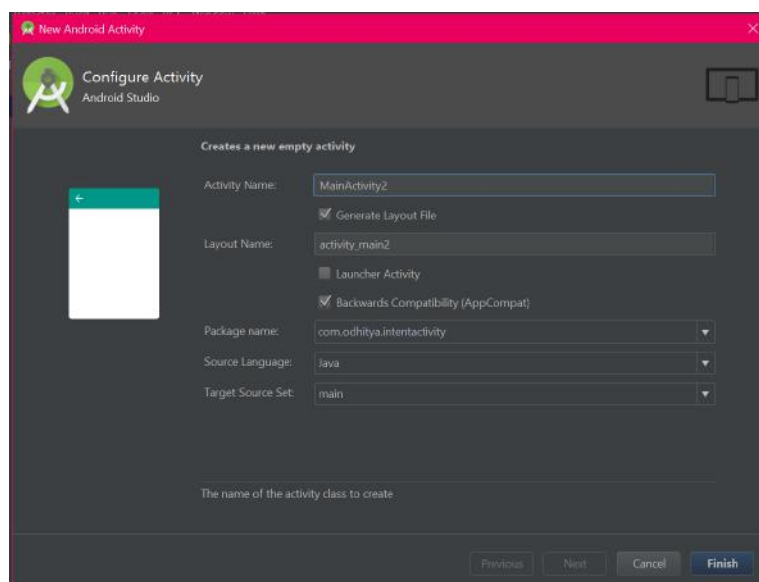 New Android Activity
Configure Activity
Android Studio
Creates a new empty activity
Activity Name: MainActivity2
Generate Layout File
Layout Name: activity_main2
Launcher Activity
Backwards Compatibility (AppCompat)
Package name: com.odhitya.intentactivity
Source Language: Java
Target Source Set: main
The name of the activity class to create
Previous Next Cancel Finish